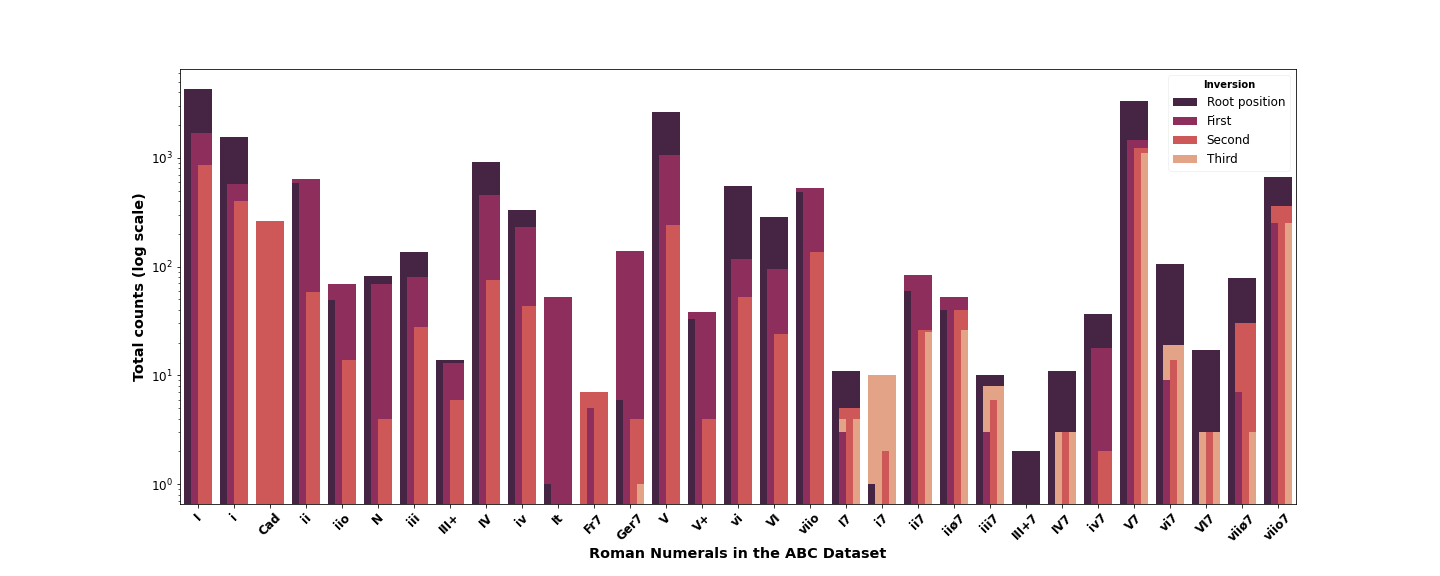 Inversion
Root position
First
Second
Third
Total counts (log scale)
10³
10²
10¹
10⁰
I i Cad ii iio N iii III+ IV iv It Fr7 Ger7 V V+ vi VI viio I7 i7 ii7 iiø7 iii7 III+7 IV7 iv7 V7 vi7 VI7 viiø7 viio7
Roman Numerals in the ABC Dataset